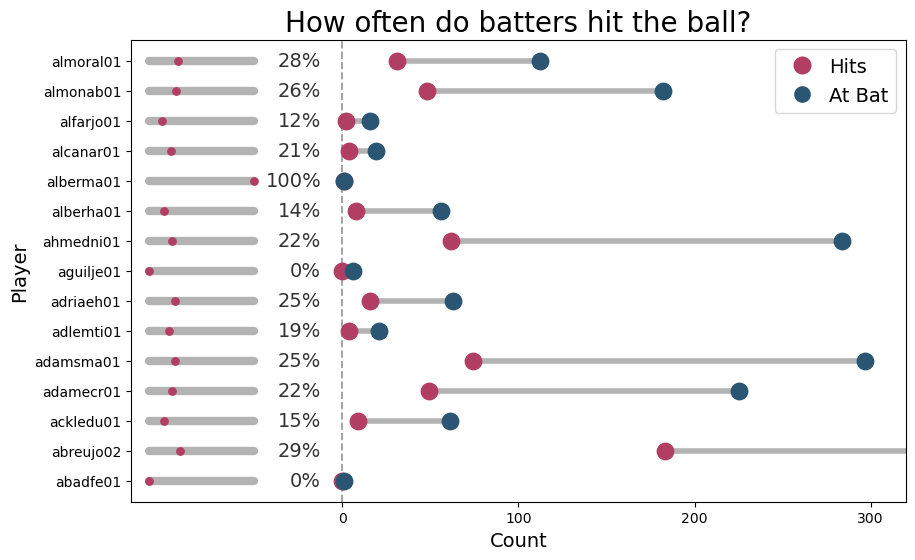 How often do batters hit the ball?
Hits
At Bat
almoral01 28%
almonab01 26%
alfarjo01 12%
alcanar01 21%
alberma01 100%
alberha01 14%
ahmedni01 22%
aguilje01 0%
adriaeh01 25%
adlemti01 19%
adamsma01 25%
adamecr01 22%
ackledu01 15%
abreujo02 29%
abadfe01 0%
Player
0 100 200 300
Count